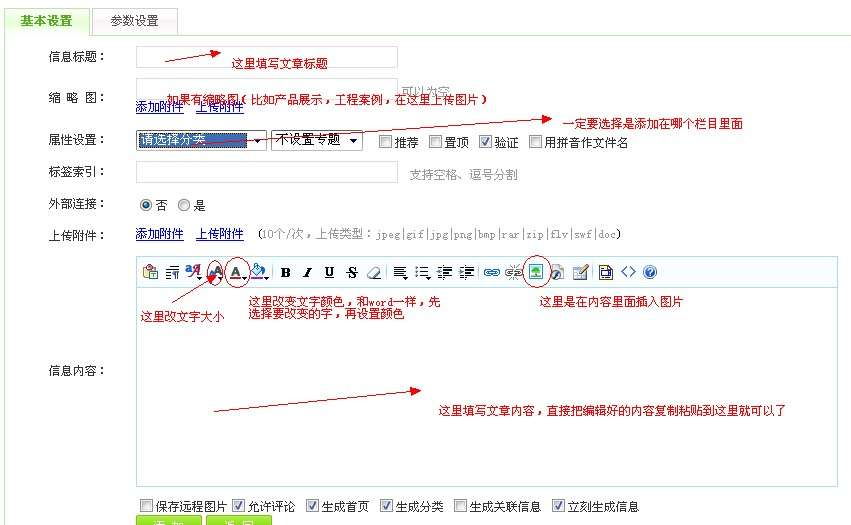 基本设置 参数设置
信息标题：
这里填写文章标题
缩 略 图： 可以为空
如果有缩略图（比如产品展示，工程案例，在这里上传图片）
添加附件 上传附件
一定要选择是添加在哪个栏目里面
属性设置： 请选择分类 不设置专题 推荐 置顶 验证 用拼音作文件名
标签索引： 支持空格、逗号分割
外部连接： 否 是
上传附件： 添加附件 上传附件 (10个/次，上传类型：jpeg|gif|jpg|png|bmp|rar|zip|flv|swf|doc)
B I U S
这里改文字大小
这里改变文字颜色，和word一样，先
选择要改变的字，再设置颜色
这里是在内容里面插入图片
信息内容：
这里填写文章内容，直接把编辑好的内容复制粘贴到这里就可以了
保存远程图片 允许评论 生成首页 生成分类 生成关联信息 立刻生成信息
添 加 返 回